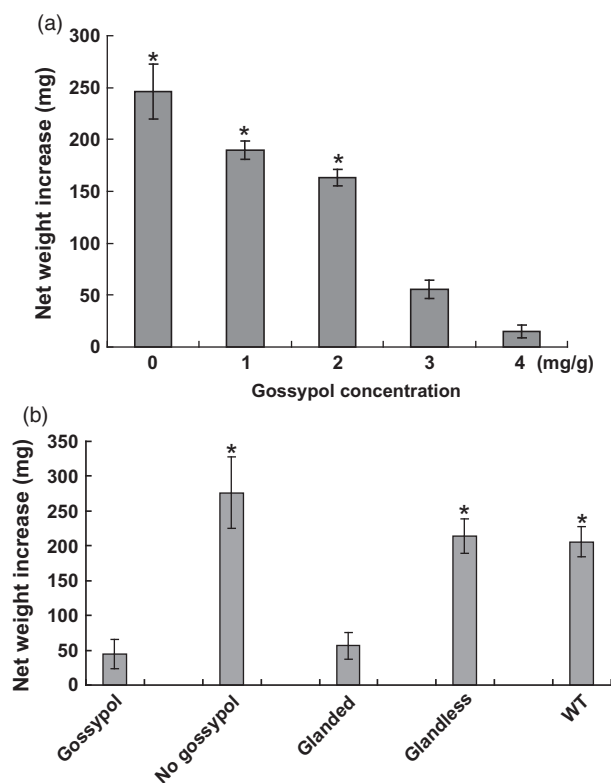 (a)
Net weight increase (mg)
300
250
200
150
100
50
0
*
*
*
0 1 2 3 4 (mg/g)
Gossypol concentration
(b)
Net weight increase (mg)
350
300
250
200
150
100
50
0
*
*
*
Gossypol
No gossypol
Glanded
Glandless
WT